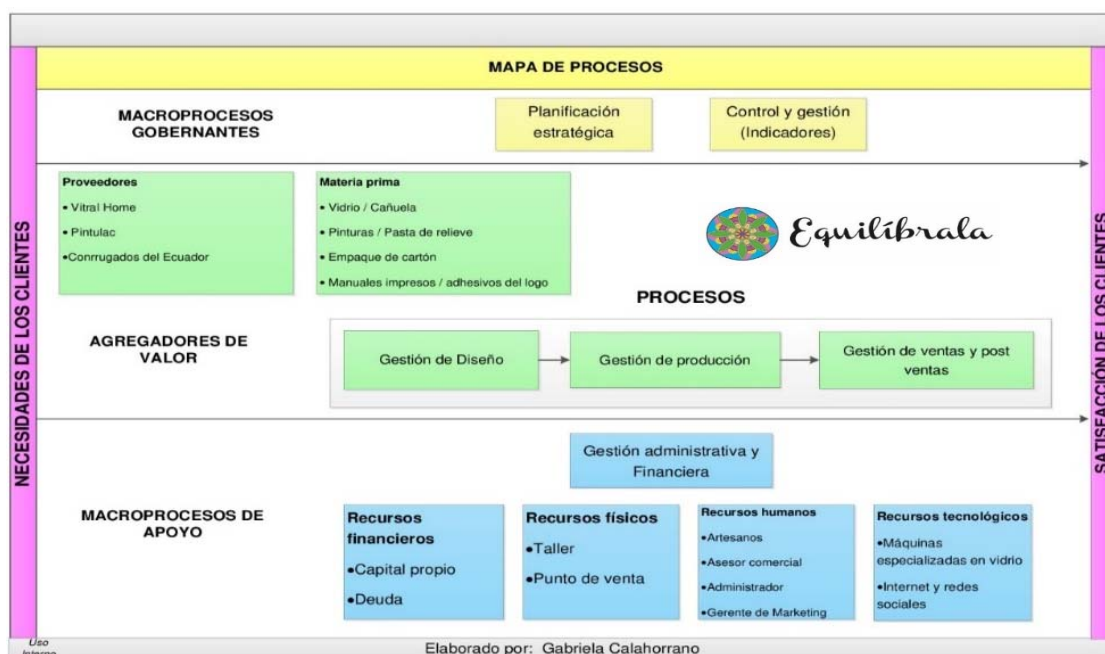 MAPA DE PROCESOS
MACROPROCESOS
GOBERNANTES
Planificación
estratégica
Control y gestión
(Indicadores)
NECESIDADES DE LOS CLIENTES
Proveedores
• Vitral Home
• Pintulac
•Conrrugados del Ecuador
Materia prima
• Vidrio / Cañuela
• Pinturas / Pasta de relieve
• Empaque de cartón
• Manuales impresos / adhesivos del logo
Equilíbrala
PROCESOS
AGREGADORES DE
VALOR
Gestión de Diseño
Gestión de producción
Gestión de ventas y post
ventas
SATISFACCIÓN DE LOS CLIENTES
Gestión administrativa y
Financiera
MACROPROCESOS DE
APOYO
Recursos
financieros
•Capital propio
•Deuda
Recursos físicos
•Taller
•Punto de venta
Recursos humanos
•Artesanos
•Asesor comercial
•Administrador
•Gerente de Marketing
Recursos tecnológicos
•Máquinas
especializadas en vidrio
•Internet y redes
sociales
Uso
Interno
Elaborado por: Gabriela Calahorrano